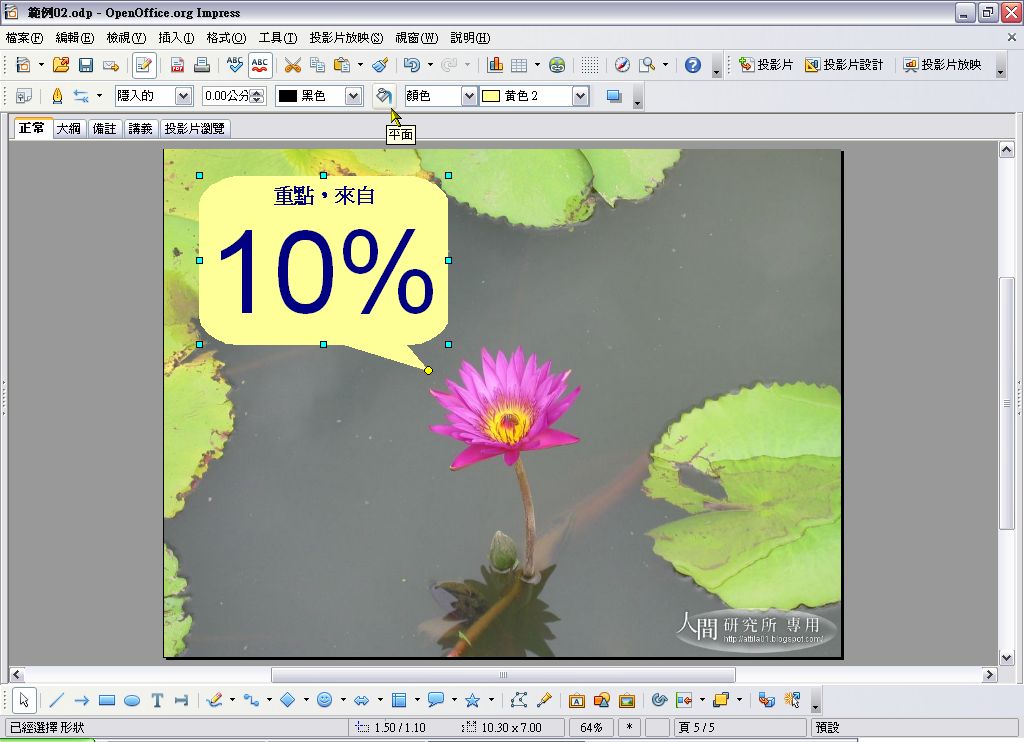 範例02.odp - OpenOffice.org Impress
檔案(F) 編輯(E) 檢視(V) 插入(I) 格式(O) 工具(T) 投影片放映(S) 視窗(W) 說明(H)
投影片 投影片設計 投影片放映
隱入的 0.00公分 黑色 顏色 黃色 2
平面
正常 大綱 備註 講義 投影片瀏覽
重點，來自
10%
人間 研究所 專用
http://attila01.blogspot.com/
已經選擇 形狀 1.50 / 1.10 10.30 x 7.00 64% * 頁 5 / 5 預設